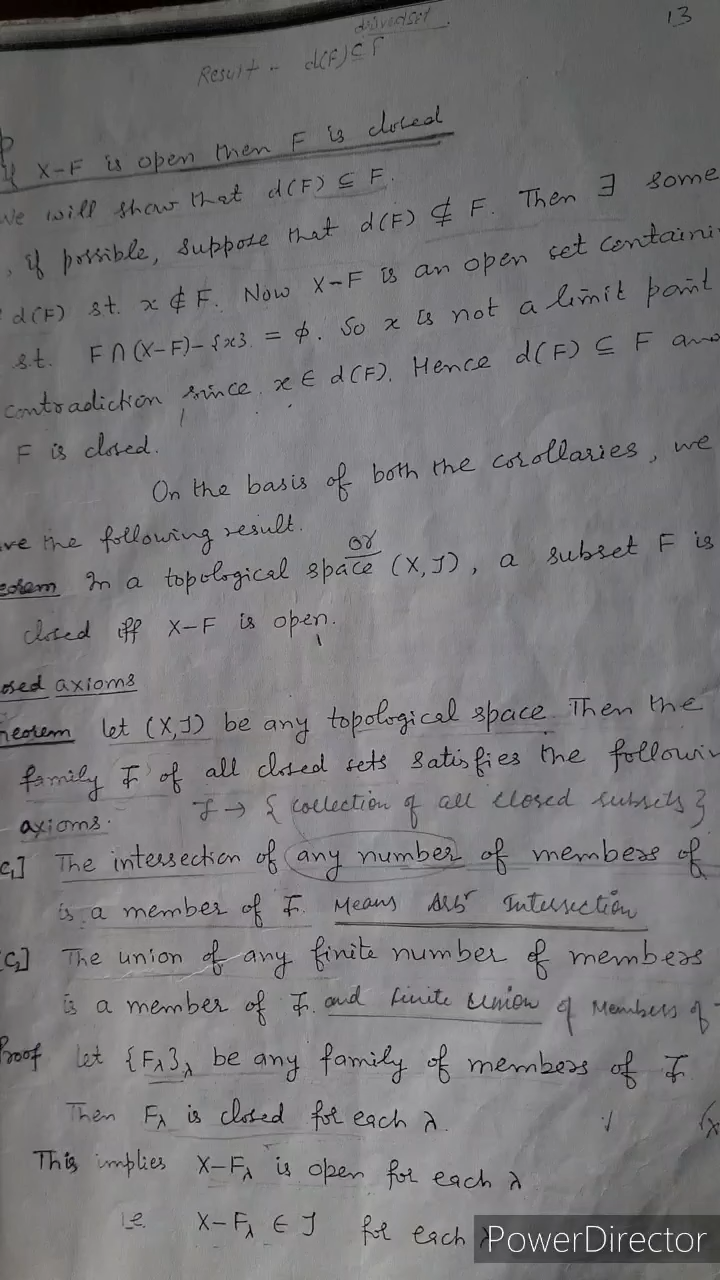 13
derived set.
Result - d(F) ⊆ F
If X-F is open then F is closed
We will show that d(F) ⊆ F.
, if possible, suppose that d(F) ⊈ F. Then ∃ some
d(F) st. x ∉ F. Now X-F is an open set containi
s.t. F∩(X-F)-{x} = ϕ. So x is not a limit point
contradiction since x ∈ d(F). Hence d(F) ⊆ F and
F is closed.
On the basis of both the corollaries, we
ve the following result.
or
eorem In a topological space (X,J), a subset F is
closed iff X-F is open.
osed axioms
heorem let (X,J) be any topological space Then the
family F of all closed sets satisfies the followin
axioms. F → {collection of all closed subsets}
C₁] The intersection of any number of members of
is a member of F. Means Arbʳ Intersection
C₂] The union of any finite number of members
is a member of F. and finite union of Members of
Proof let {Fλ}λ be any family of members of F
Then Fλ is closed for each λ.
This implies X-Fλ is open for each λ
i.e. X-Fλ ∈ J for each λ
PowerDirector